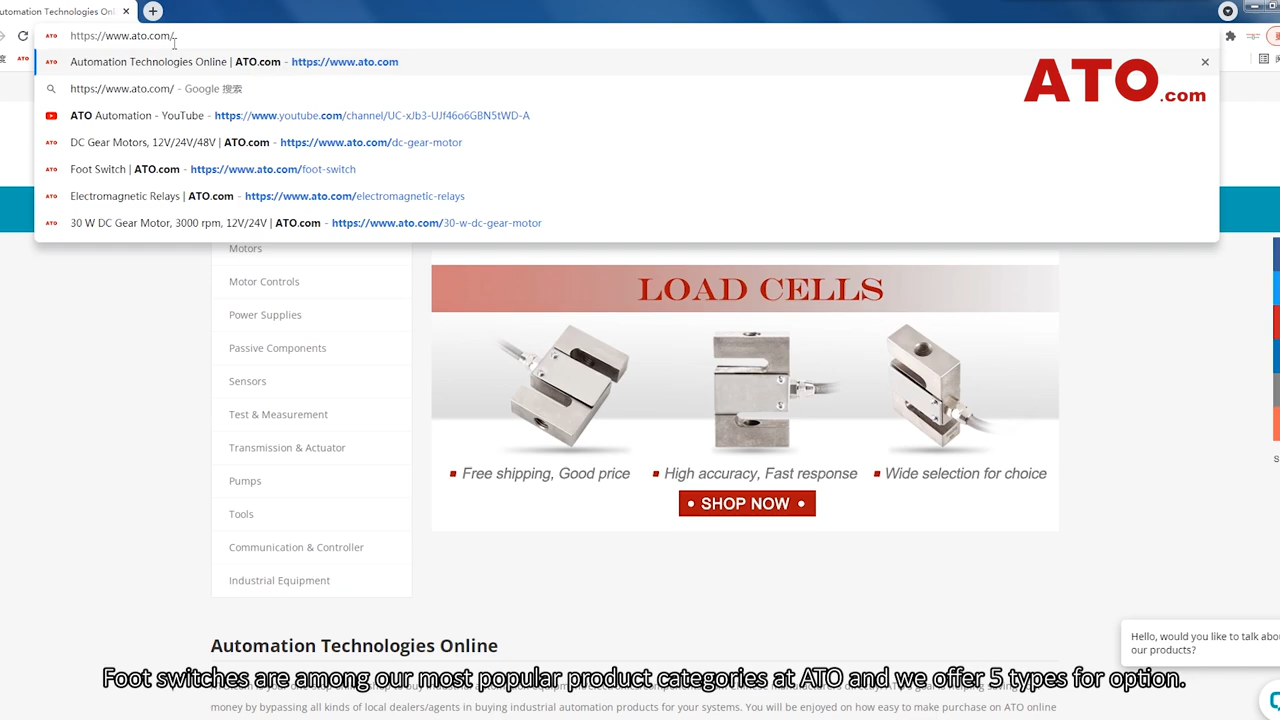 utomation Technologies Onl
https://www.ato.com/
ATO
度
ATO
Automation Technologies Online | ATO.com - https://www.ato.com
ATO.com
https://www.ato.com/ - Google 搜索
ATO Automation - YouTube - https://www.youtube.com/channel/UC-xJb3-UJf46o6GBN5tWD-A
DC Gear Motors, 12V/24V/48V | ATO.com - https://www.ato.com/dc-gear-motor
Foot Switch | ATO.com - https://www.ato.com/foot-switch
Electromagnetic Relays | ATO.com - https://www.ato.com/electromagnetic-relays
30 W DC Gear Motor, 3000 rpm, 12V/24V | ATO.com - https://www.ato.com/30-w-dc-gear-motor
Motors
Motor Controls
Power Supplies
Passive Components
Sensors
Test & Measurement
Transmission & Actuator
Pumps
Tools
Communication & Controller
Industrial Equipment
LOAD CELLS
Free shipping, Good price
High accuracy, Fast response
Wide selection for choice
SHOP NOW
Hello, would you like to talk abou
our products?
Automation Technologies Online
Foot switches are among our most popular product categories at ATO and we offer 5 types for option.
money by bypassing all kinds of local dealers/agents in buying industrial automation products for your systems. You will be enjoyed on how easy to make purchase on ATO online